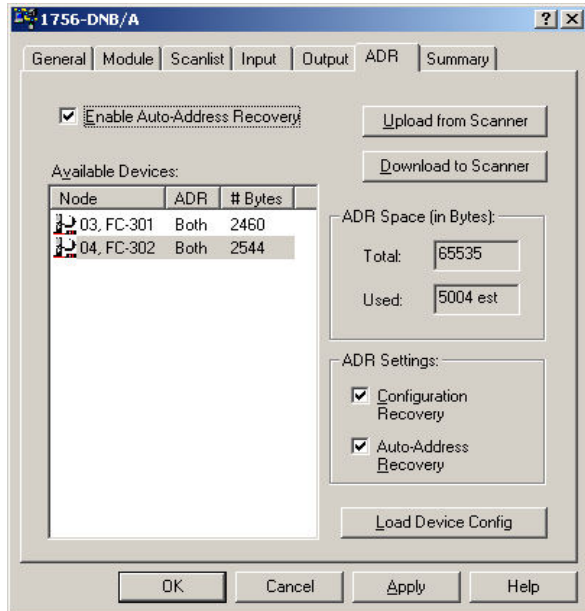 1756-DNB/A
General Module Scanlist Input Output ADR Summary
Enable Auto-Address Recovery
Upload from Scanner
Download to Scanner
Available Devices:
Node ADR # Bytes
03, FC-301 Both 2460
04, FC-302 Both 2544
ADR Space (in Bytes):
Total: 65535
Used: 5004 est
ADR Settings:
Configuration
Recovery
Auto-Address
Recovery
Load Device Config
OK Cancel Apply Help